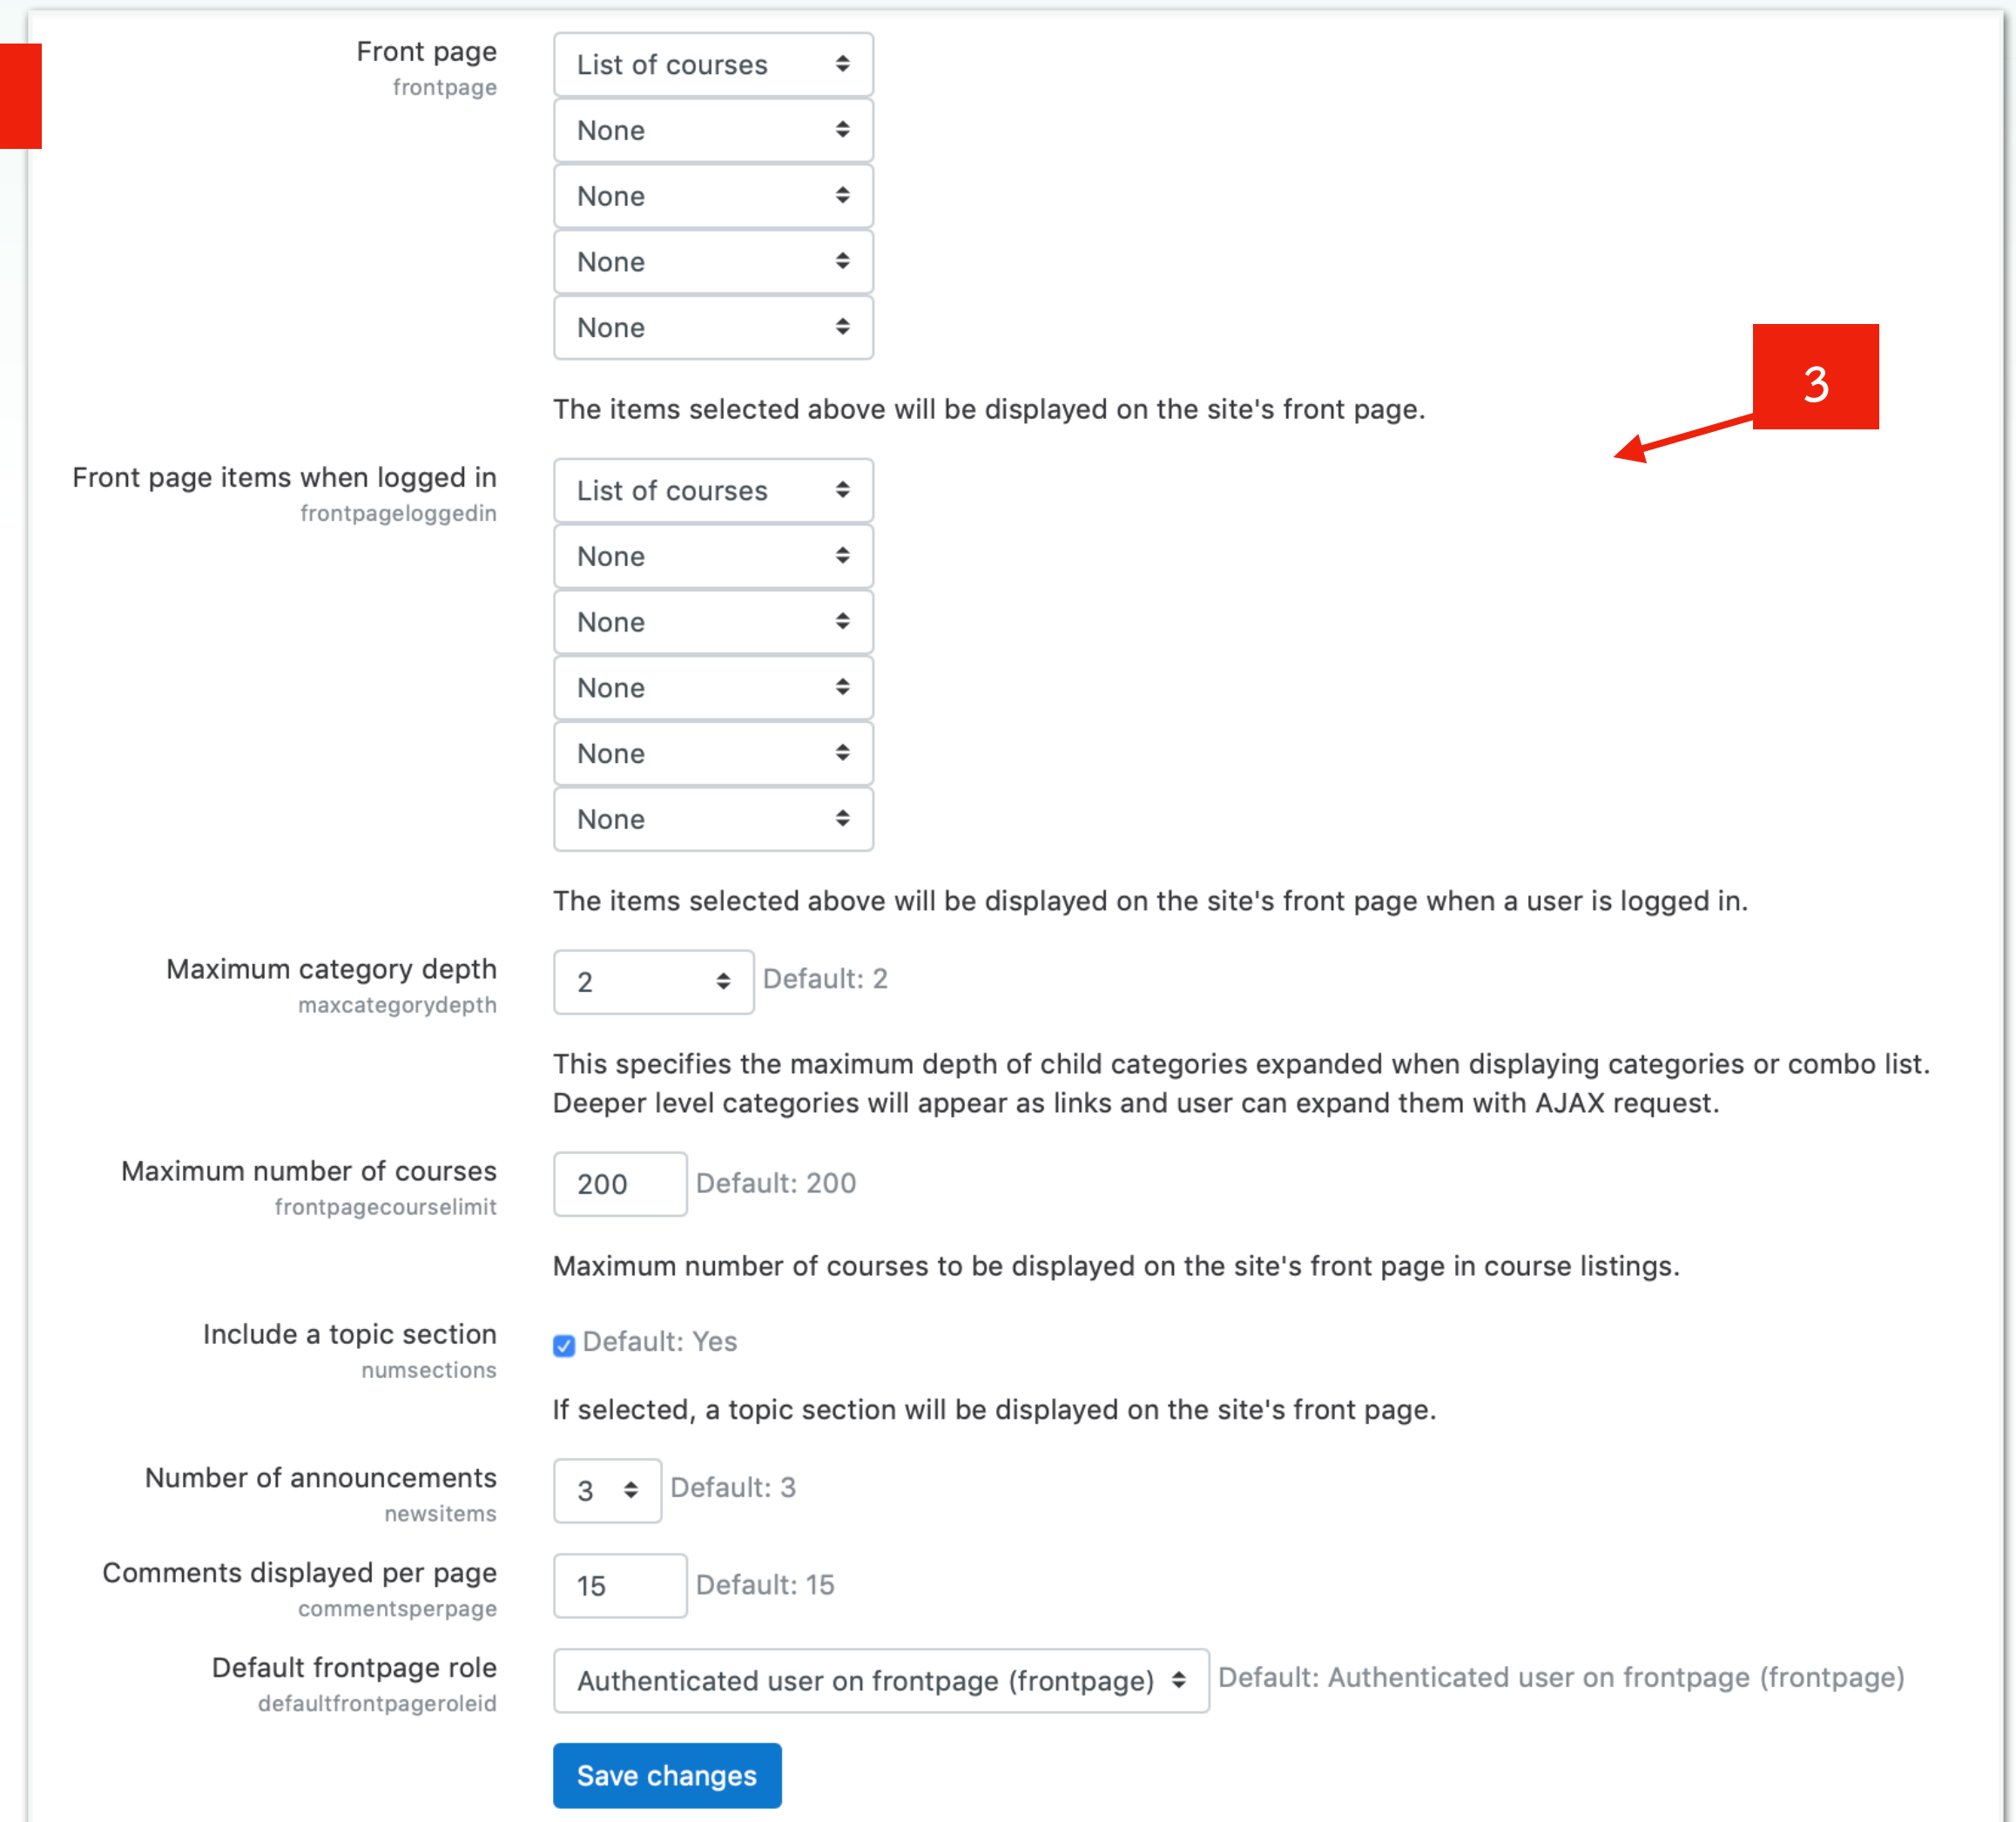 Front page
frontpage
List of courses
None
None
None
None
The items selected above will be displayed on the site's front page.
3
Front page items when logged in
frontpageloggedin
List of courses
None
None
None
None
None
The items selected above will be displayed on the site's front page when a user is logged in.
Maximum category depth
maxcategorydepth
2 Default: 2
This specifies the maximum depth of child categories expanded when displaying categories or combo list.
Deeper level categories will appear as links and user can expand them with AJAX request.
Maximum number of courses
frontpagecourselimit
200 Default: 200
Maximum number of courses to be displayed on the site's front page in course listings.
Include a topic section
numsections
Default: Yes
If selected, a topic section will be displayed on the site's front page.
Number of announcements
newsitems
3 Default: 3
Comments displayed per page
commentsperpage
15 Default: 15
Default frontpage role
defaultfrontpageroleid
Authenticated user on frontpage (frontpage) Default: Authenticated user on frontpage (frontpage)
Save changes